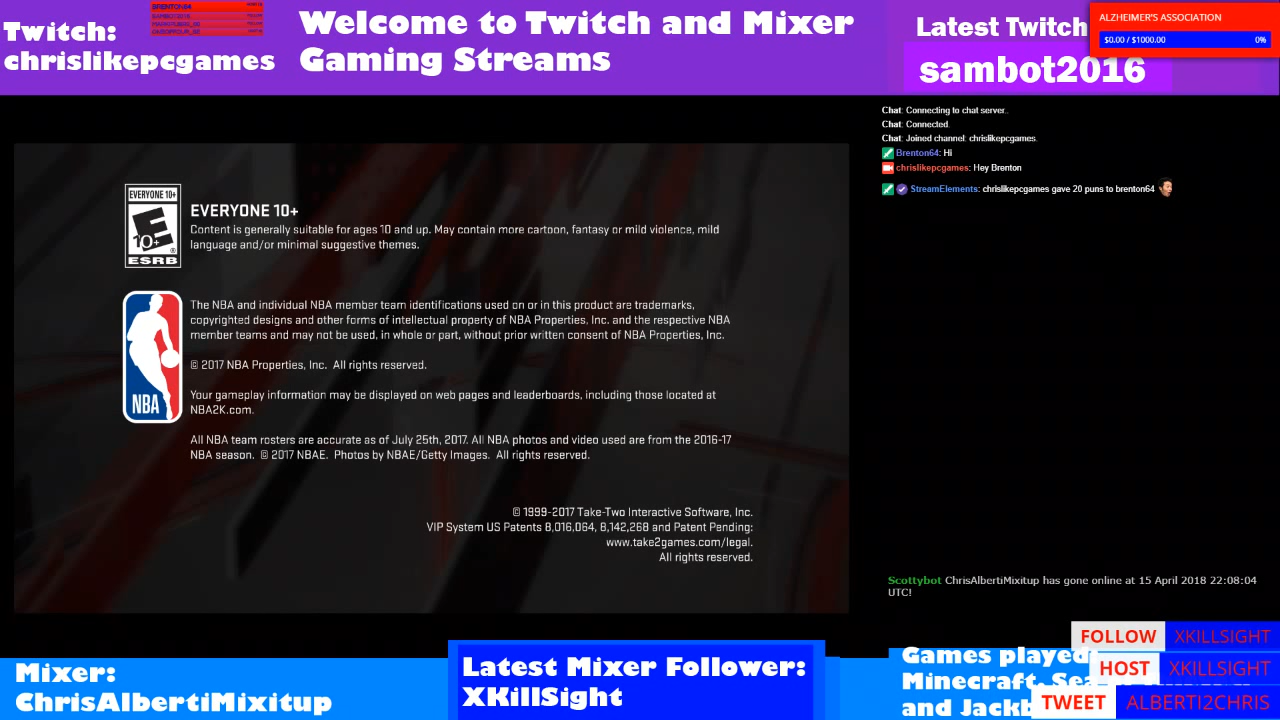 Twitch:
chrislikepcgames
BRENTON64
SAMBOT2016
Welcome to Twitch and Mixer
Gaming Streams
Latest Twitch
sambot2016
ALZHEIMER'S ASSOCIATION
$0.00 / $1000.00 0%
Chat: Connecting to chat server..
Chat: Connected.
Chat: Joined channel: chrislikepcgames.
Brenton64: Hi
chrislikepcgames: Hey Brenton
StreamElements: chrislikepcgames gave 20 puns to brenton64
EVERYONE 10+
E
10+
®
ESRB
EVERYONE 10+
Content is generally suitable for ages 10 and up. May contain more cartoon, fantasy or mild violence, mild
language and/or minimal suggestive themes.
NBA
The NBA and individual NBA member team identifications used on or in this product are trademarks,
copyrighted designs and other forms of intellectual property of NBA Properties, Inc. and the respective NBA
member teams and may not be used, in whole or part, without prior written consent of NBA Properties, Inc.
© 2017 NBA Properties, Inc. All rights reserved.
Your gameplay information may be displayed on web pages and leaderboards, including those located at
NBA2K.com.
All NBA team rosters are accurate as of July 25th, 2017. All NBA photos and video used are from the 2016-17
NBA season. © 2017 NBAE. Photos by NBAE/Getty Images. All rights reserved.
© 1999-2017 Take-Two Interactive Software, Inc.
VIP System US Patents 8,016,064, 8,142,268 and Patent Pending:
www.take2games.com/legal.
All rights reserved.
Scottybot ChrisAlbertiMixitup has gone online at 15 April 2018 22:08:04
UTC!
Mixer:
ChrisAlbertiMixitup
Latest Mixer Follower:
XKillSight
Games played:
Minecraft, Sea
and Jackb
FOLLOW XKILLSIGHT
HOST XKILLSIGHT
TWEET ALBERTI2CHRIS